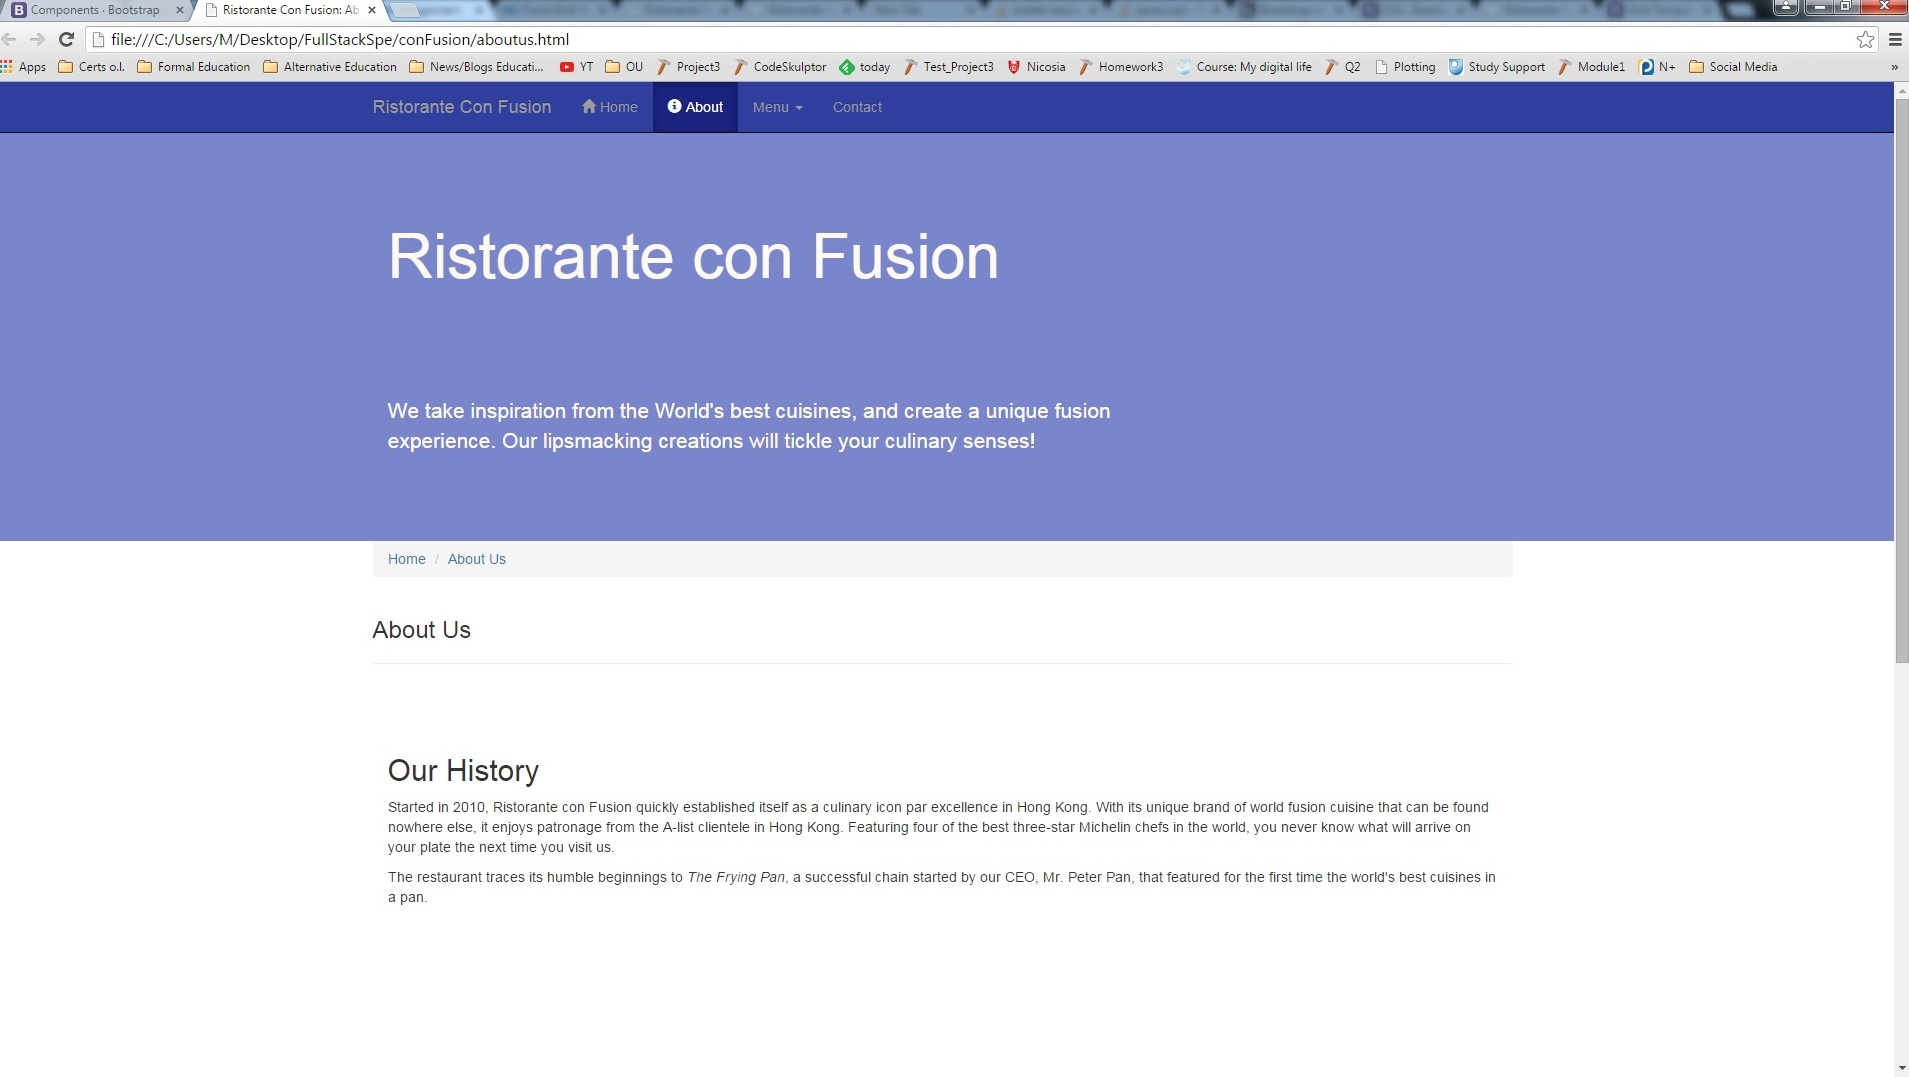 Components · Bootstrap
Ristorante Con Fusion: Ab
file:///C:/Users/M/Desktop/FullStackSpe/conFusion/aboutus.html
Apps Certs o.l. Formal Education Alternative Education News/Blogs Educati... YT OU Project3 CodeSkulptor today Test_Project3 Nicosia Homework3 Course: My digital life Q2 Plotting Study Support Module1 N+ Social Media »
Ristorante Con Fusion Home About Menu Contact
Ristorante con Fusion
We take inspiration from the World's best cuisines, and create a unique fusion
experience. Our lipsmacking creations will tickle your culinary senses!
Home / About Us
About Us
Our History
Started in 2010, Ristorante con Fusion quickly established itself as a culinary icon par excellence in Hong Kong. With its unique brand of world fusion cuisine that can be found
nowhere else, it enjoys patronage from the A-list clientele in Hong Kong. Featuring four of the best three-star Michelin chefs in the world, you never know what will arrive on
your plate the next time you visit us.
The restaurant traces its humble beginnings to The Frying Pan, a successful chain started by our CEO, Mr. Peter Pan, that featured for the first time the world's best cuisines in
a pan.